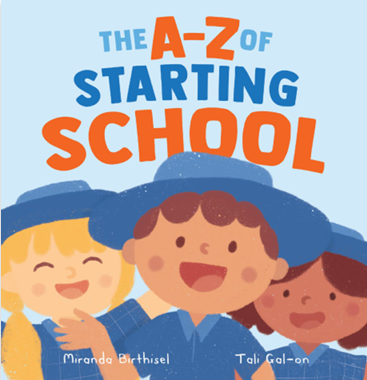 THE A-Z OF
STARTING
SCHOOL
Miranda Birthisel Tali Gal-on